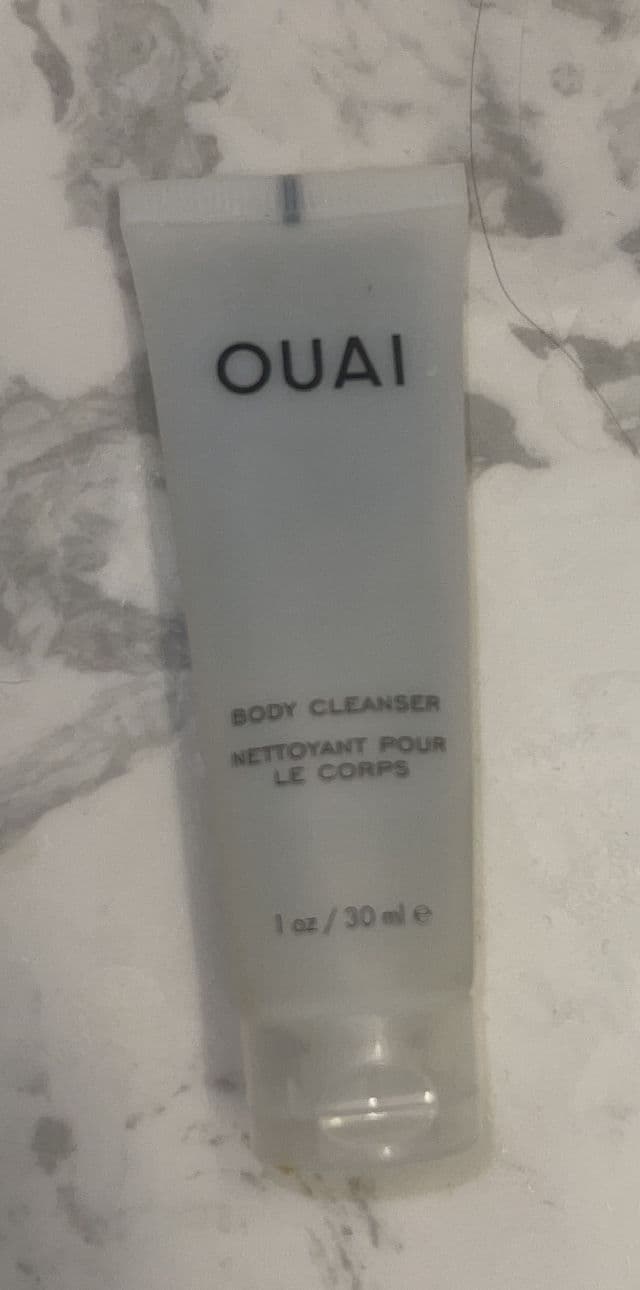 OUAI
BODY CLEANSER
NETTOYANT POUR
LE CORPS
1 oz / 30 ml ℮